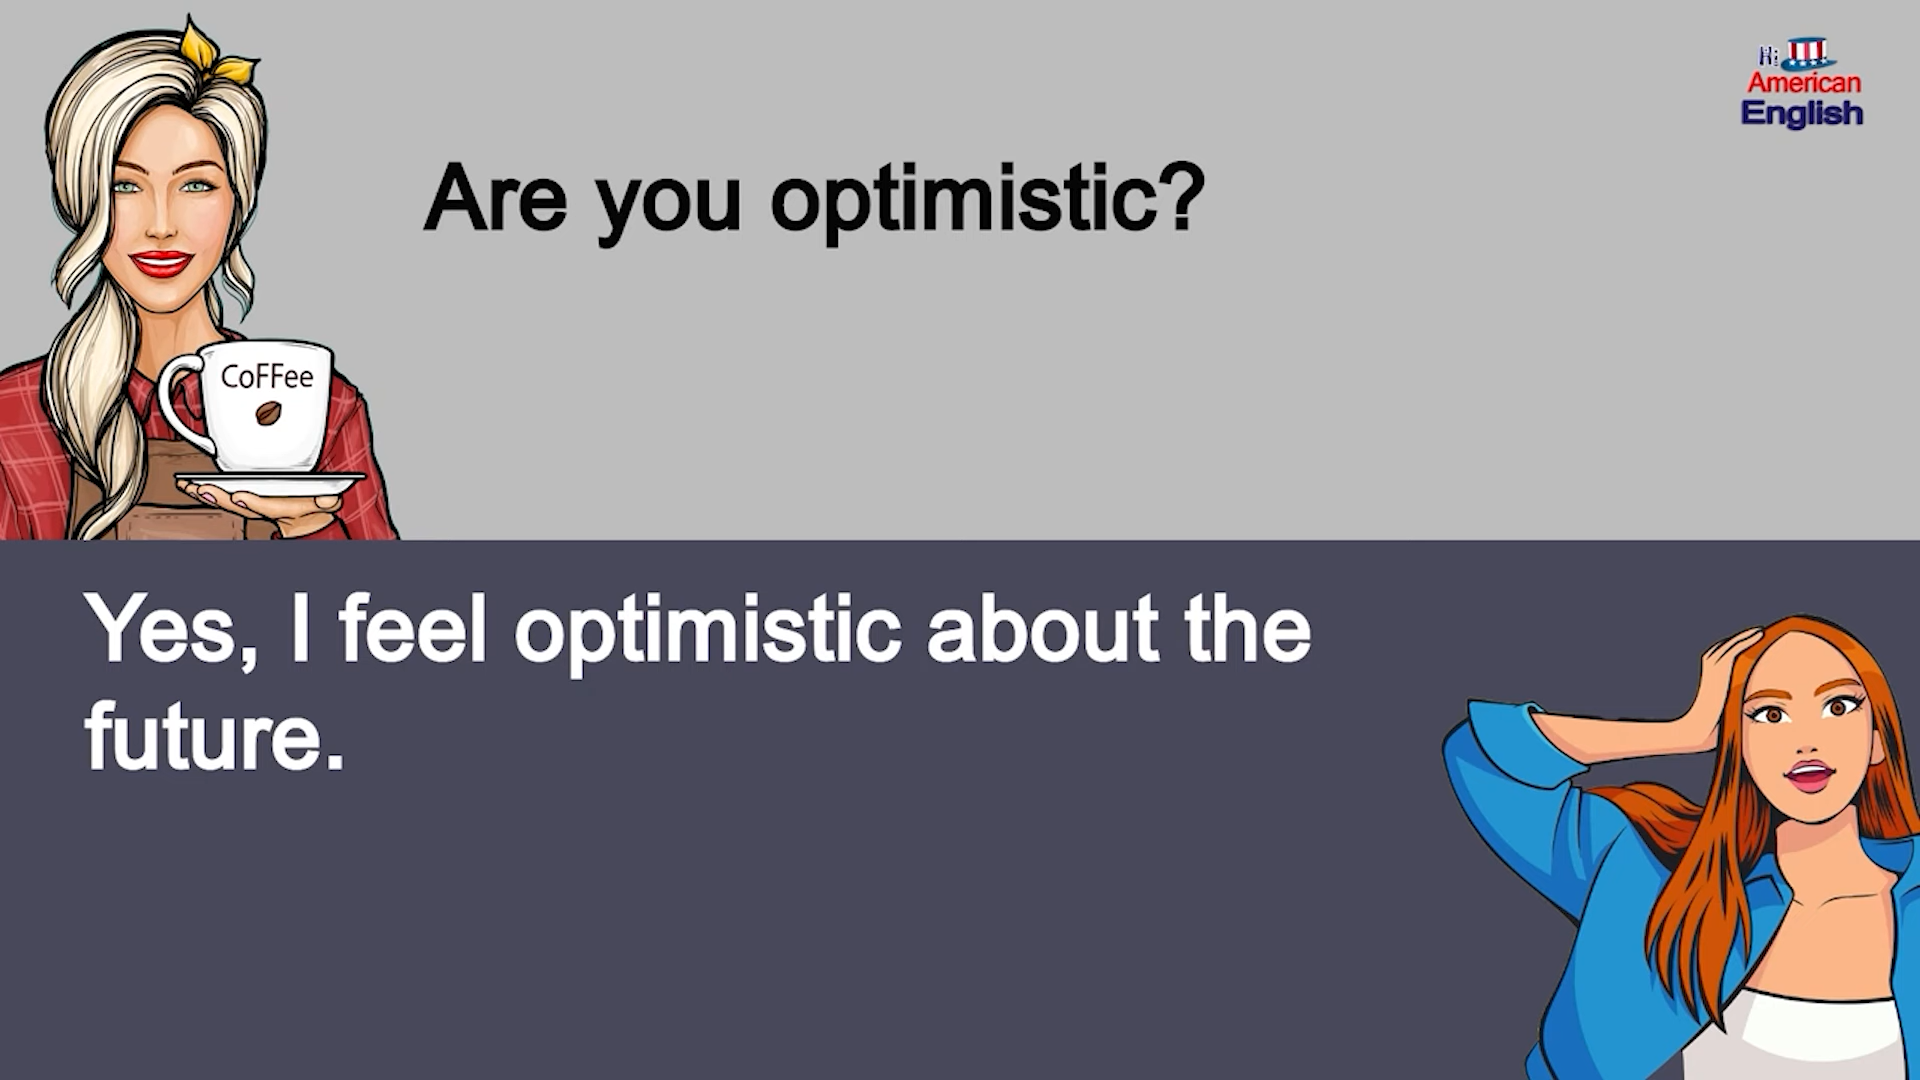 Hi
American
English
Are you optimistic?
CoFFee
Yes, I feel optimistic about the
future.